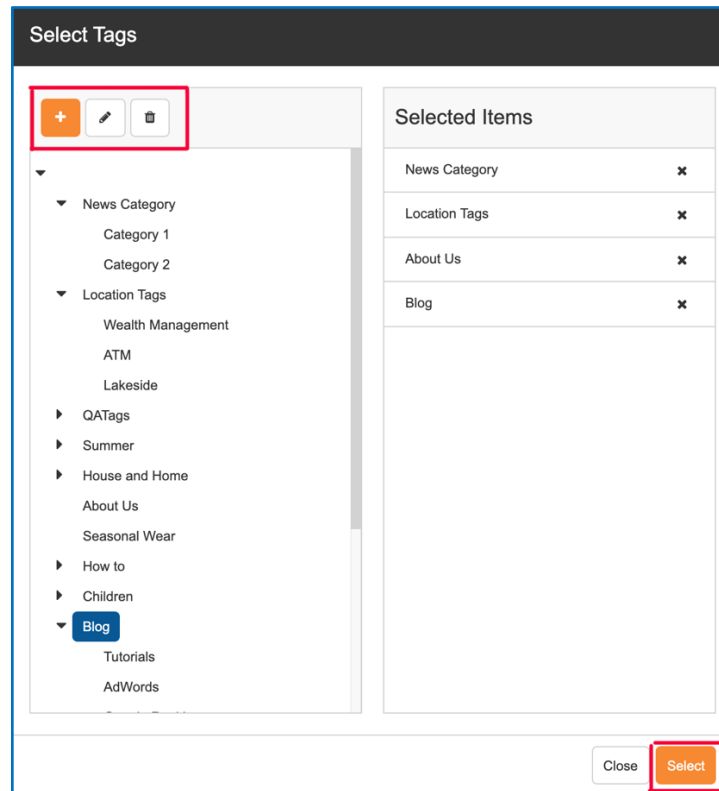 Select Tags
Selected Items
News Category
Category 1
Category 2
Location Tags
Wealth Management
ATM
Lakeside
QATags
Summer
House and Home
About Us
Seasonal Wear
How to
Children
Blog
Tutorials
AdWords
News Category
Location Tags
About Us
Blog
Close
Select